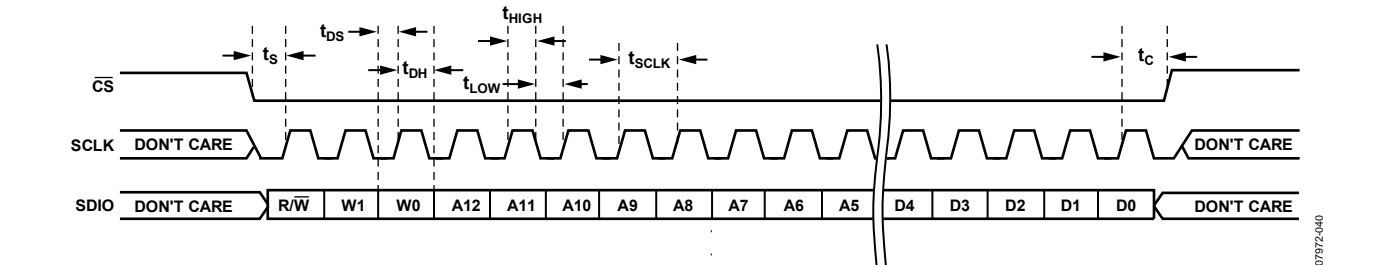 tHIGH
tDS
tS
tDH
tLOW
tSCLK
tC
CS
SCLK DON'T CARE DON'T CARE
SDIO DON'T CARE R/W W1 W0 A12 A11 A10 A9 A8 A7 A6 A5 D4 D3 D2 D1 D0 DON'T CARE
07972-040